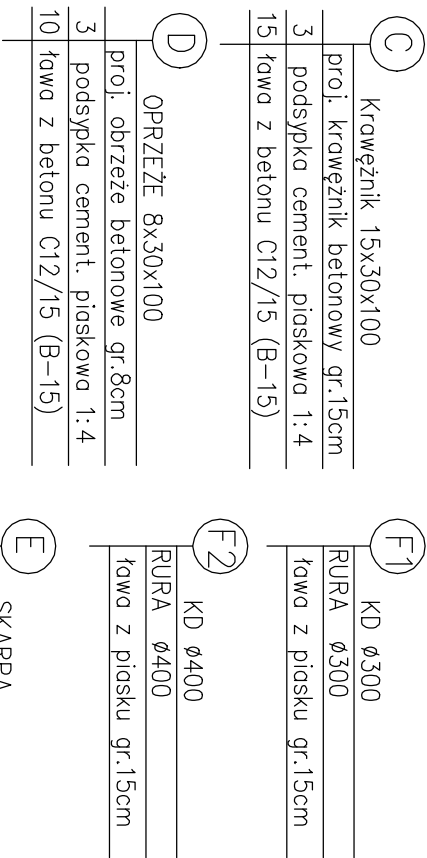 C
Krawężnik 15x30x100
proj. krawężnik betonowy gr.15cm
3 podsypka cement. piaskowa 1:4
15 ława z betonu C12/15 (B-15)
D
OPRZEŻE 8x30x100
proj. obrzeże betonowe gr.8cm
3 podsypka cement. piaskowa 1:4
10 ława z betonu C12/15 (B-15)
F1
KD ø300
RURA ø300
ława z piasku gr.15cm
F2
KD ø400
RURA ø400
ława z piasku gr.15cm
E
SKARPA